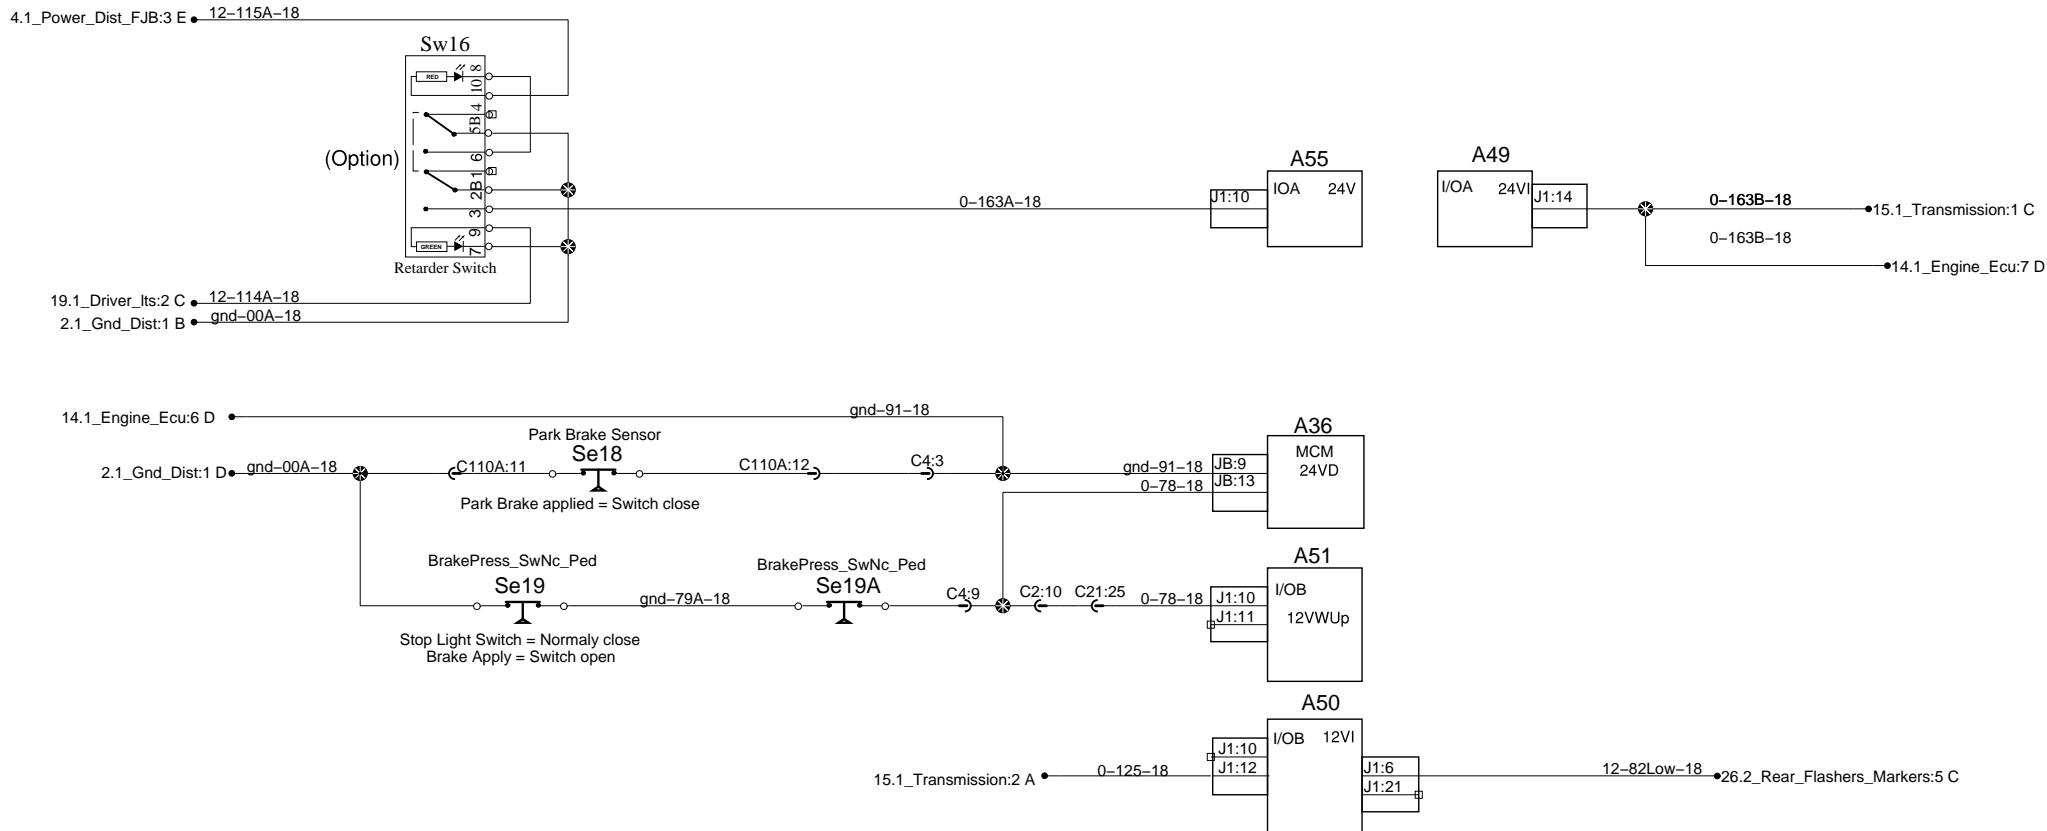 4.1_Power_Dist_FJB:3 E
12-115A-18
Sw16
RED
8
10
4
5B
(Option)
6
1
2B
3
9
GREEN
7
Retarder Switch
0-163A-18
A55
J1:10
IOA
24V
A49
I/OA
24VI
J1:14
0-163B-18
15.1_Transmission:1 C
0-163B-18
14.1_Engine_Ecu:7 D
19.1_Driver_lts:2 C
12-114A-18
2.1_Gnd_Dist:1 B
gnd-00A-18
14.1_Engine_Ecu:6 D
gnd-91-18
2.1_Gnd_Dist:1 D
gnd-00A-18
C110A:11
Park Brake Sensor
Se18
Park Brake applied = Switch close
C110A:12
C4:3
gnd-91-18
0-78-18
A36
JB:9
JB:13
MCM
24VD
BrakePress_SwNc_Ped
Se19
Stop Light Switch = Normaly close
Brake Apply = Switch open
gnd-79A-18
BrakePress_SwNc_Ped
Se19A
C4:9
C2:10
C21:25
0-78-18
A51
J1:10
J1:11
I/OB
12VWUp
A50
J1:10
J1:12
I/OB
12VI
15.1_Transmission:2 A
0-125-18
J1:6
J1:21
12-82Low-18
26.2_Rear_Flashers_Markers:5 C